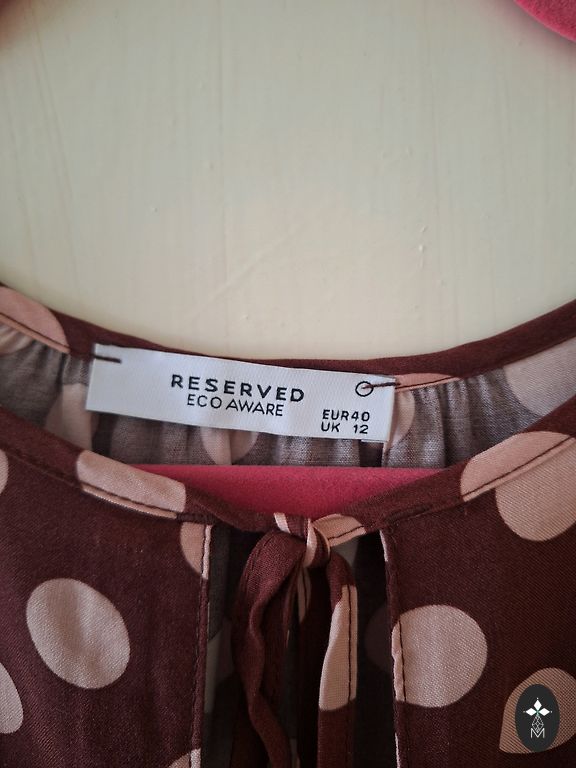 RESERVED
ECO AWARE
EUR40
UK 12
M